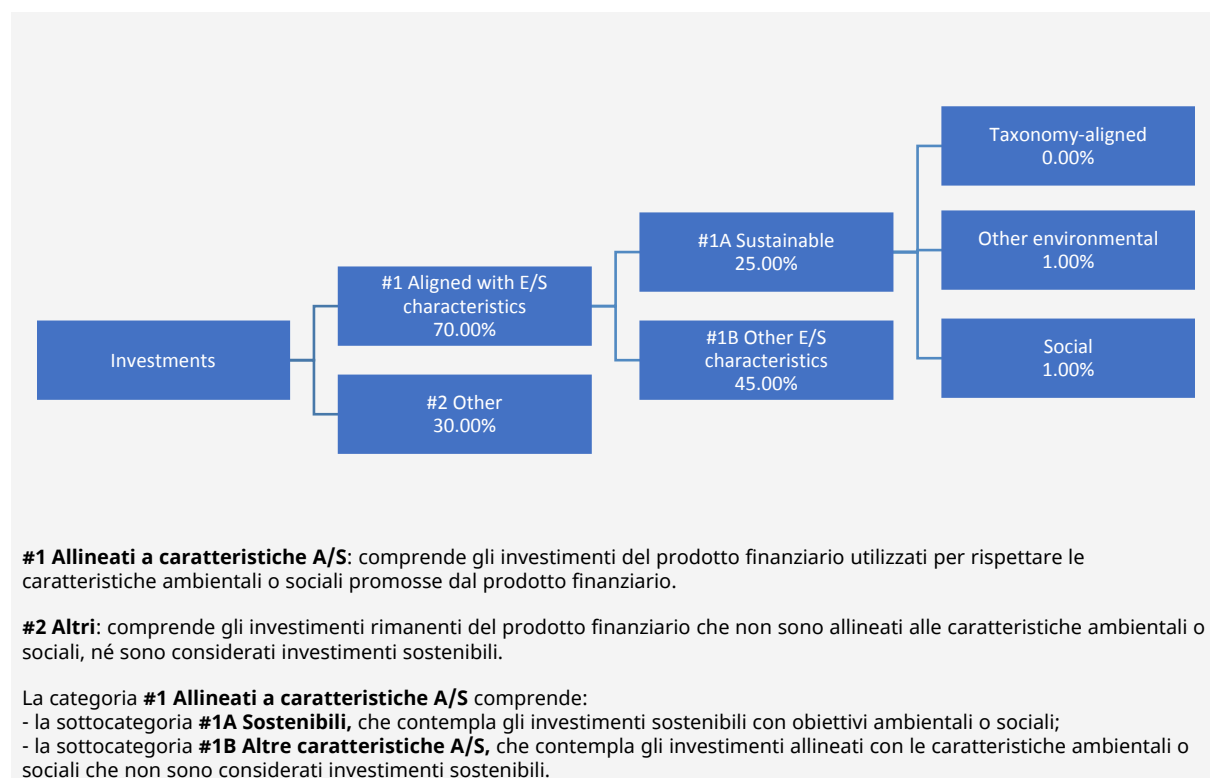 Investments
#1 Aligned with E/S
characteristics
70.00%
#2 Other
30.00%
#1A Sustainable
25.00%
#1B Other E/S
characteristics
45.00%
Taxonomy-aligned
0.00%
Other environmental
1.00%
Social
1.00%
#1 Allineati a caratteristiche A/S: comprende gli investimenti del prodotto finanziario utilizzati per rispettare le
caratteristiche ambientali o sociali promosse dal prodotto finanziario.
#2 Altri: comprende gli investimenti rimanenti del prodotto finanziario che non sono allineati alle caratteristiche ambientali o
sociali, né sono considerati investimenti sostenibili.
La categoria #1 Allineati a caratteristiche A/S comprende:
- la sottocategoria #1A Sostenibili, che contempla gli investimenti sostenibili con obiettivi ambientali o sociali;
- la sottocategoria #1B Altre caratteristiche A/S, che contempla gli investimenti allineati con le caratteristiche ambientali o
sociali che non sono considerati investimenti sostenibili.